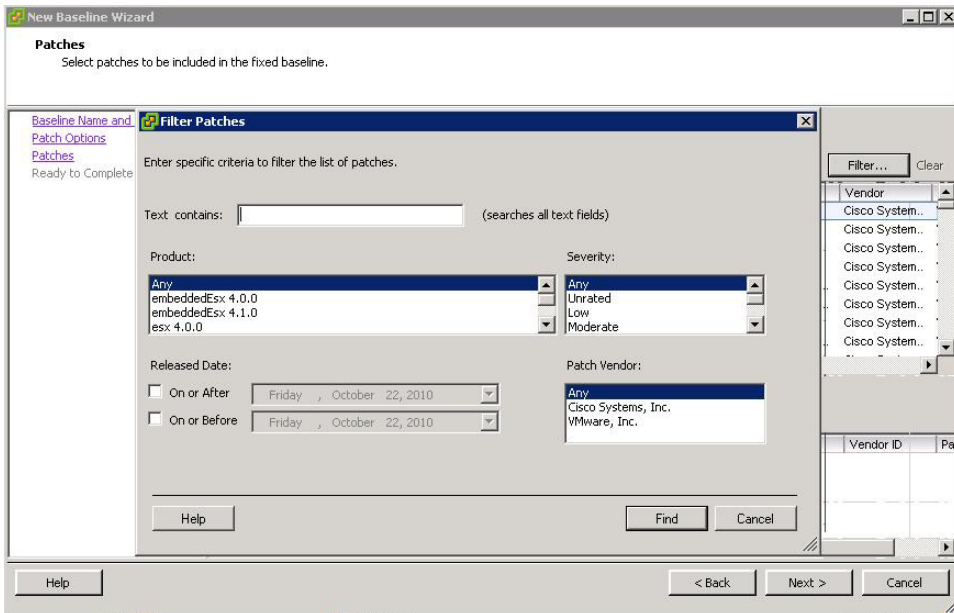 New Baseline Wizard
Patches
Select patches to be included in the fixed baseline.
Baseline Name and
Patch Options
Patches
Ready to Complete
Filter Patches
Enter specific criteria to filter the list of patches.
Text contains:
(searches all text fields)
Product:
Any
embeddedEsx 4.0.0
embeddedEsx 4.1.0
esx 4.0.0
Severity:
Any
Unrated
Low
Moderate
Released Date:
On or After
Friday , October 22, 2010
On or Before
Friday , October 22, 2010
Patch Vendor:
Any
Cisco Systems, Inc.
VMware, Inc.
Help
Find
Cancel
Filter...
Clear
Vendor
Cisco System..
Cisco System..
Cisco System..
Cisco System..
Cisco System..
Cisco System..
Cisco System..
Cisco System..
Vendor ID
Pa
Help
< Back
Next >
Cancel